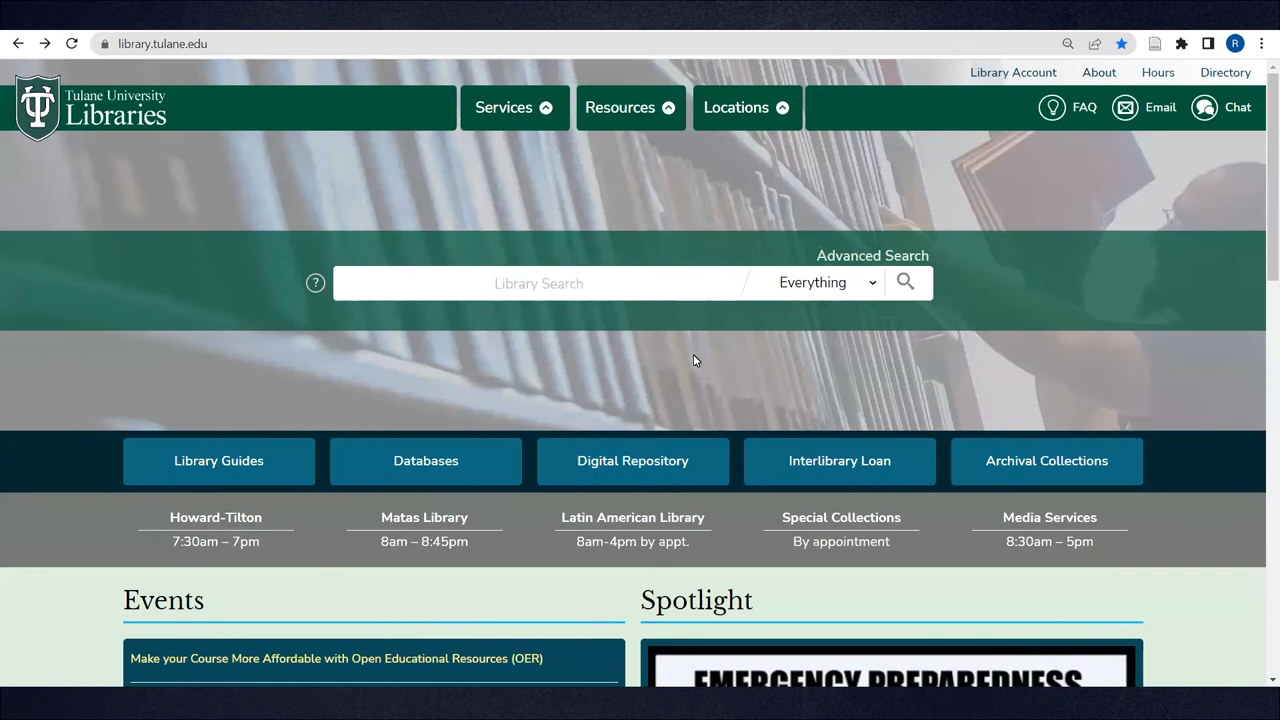 library.tulane.edu
R
Library Account About Hours Directory
Tulane University
Libraries
Services Resources Locations FAQ Email Chat
Advanced Search
? Library Search Everything
Library Guides Databases Digital Repository Interlibrary Loan Archival Collections
Howard-Tilton Matas Library Latin American Library Special Collections Media Services
7:30am – 7pm 8am – 8:45pm 8am-4pm by appt. By appointment 8:30am – 5pm
Events Spotlight
Make your Course More Affordable with Open Educational Resources (OER)
EMERGENCY PREPAREDNESS